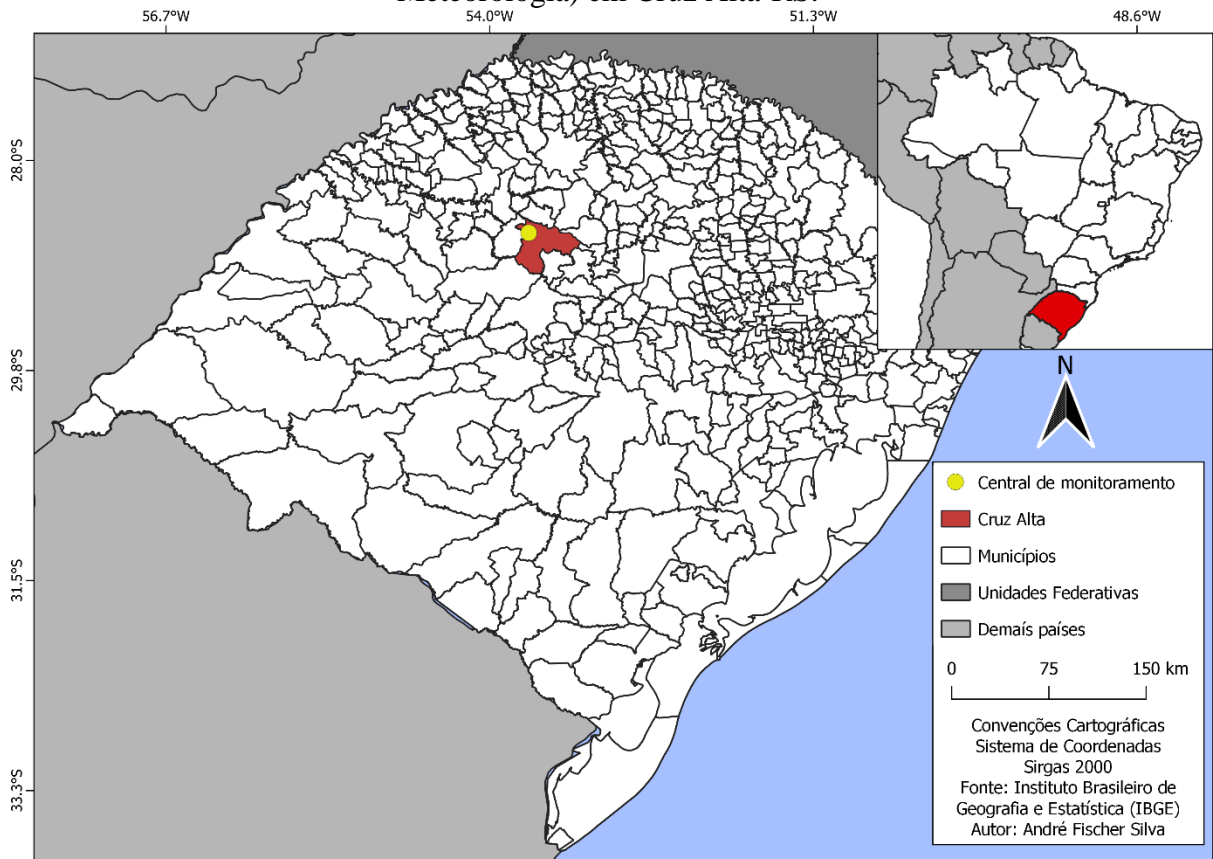 Meteorologia) em Cruz Alta-RS.
56.7°W 54.0°W 51.3°W 48.6°W
28.0°S
29.8°S
31.5°S
33.3°S
N
Central de monitoramento
Cruz Alta
Municípios
Unidades Federativas
Demaís países
0 75 150 km
Convenções Cartográficas
Sistema de Coordenadas
Sirgas 2000
Fonte: Instituto Brasileiro de
Geografia e Estatística (IBGE)
Autor: André Fischer Silva